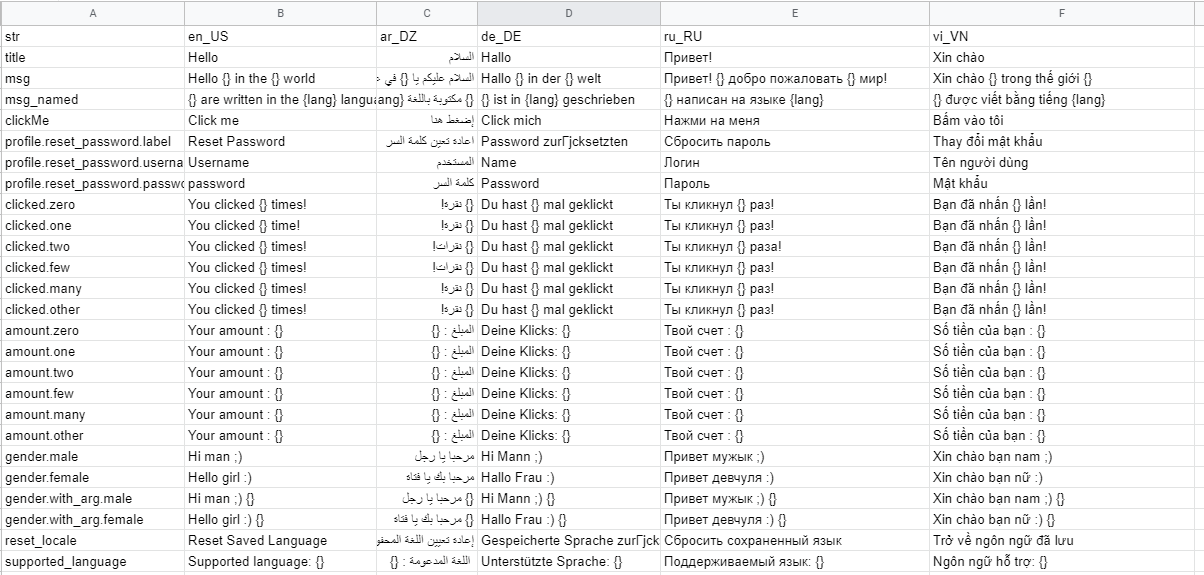 A B C D E F
str en_US ar_DZ de_DE ru_RU vi_VN
title Hello السلام Hallo Привет! Xin chào
msg Hello {} in the {} world السلام عليكم يا {} في Hallo {} in der {} welt Привет! {} добро пожаловать {} мир! Xin chào {} trong thế giới {}
msg_named {} are written in the {lang} langua {} مكتوبة باللغة {lang} {} ist in {lang} geschrieben {} написан на языке {lang} {} được viết bằng tiếng {lang}
clickMe Click me إضغط هنا Click mich Нажми на меня Bấm vào tôi
profile.reset_password.label Reset Password اعاده تعين كلمة السر Password zurГјcksetzten Сбросить пароль Thay đổi mật khẩu
profile.reset_password.userna Username المستخدم Name Логин Tên người dùng
profile.reset_password.passwo password كلمة السر Password Пароль Mật khẩu
clicked.zero You clicked {} times! {} نقرة! Du hast {} mal geklickt Ты кликнул {} раз! Bạn đã nhấn {} lần!
clicked.one You clicked {} time! {} نقرة! Du hast {} mal geklickt Ты кликнул {} раз! Bạn đã nhấn {} lần!
clicked.two You clicked {} times! {} نقرات! Du hast {} mal geklickt Ты кликнул {} раза! Bạn đã nhấn {} lần!
clicked.few You clicked {} times! {} نقرات! Du hast {} mal geklickt Ты кликнул {} раз! Bạn đã nhấn {} lần!
clicked.many You clicked {} times! {} نقرة! Du hast {} mal geklickt Ты кликнул {} раз! Bạn đã nhấn {} lần!
clicked.other You clicked {} times! {} نقرة! Du hast {} mal geklickt Ты кликнул {} раз! Bạn đã nhấn {} lần!
amount.zero Your amount : {} المبلغ : {} Deine Klicks: {} Твой счет : {} Số tiền của bạn : {}
amount.one Your amount : {} المبلغ : {} Deine Klicks: {} Твой счет : {} Số tiền của bạn : {}
amount.two Your amount : {} المبلغ : {} Deine Klicks: {} Твой счет : {} Số tiền của bạn : {}
amount.few Your amount : {} المبلغ : {} Deine Klicks: {} Твой счет : {} Số tiền của bạn : {}
amount.many Your amount : {} المبلغ : {} Deine Klicks: {} Твой счет : {} Số tiền của bạn : {}
amount.other Your amount : {} المبلغ : {} Deine Klicks: {} Твой счет : {} Số tiền của bạn : {}
gender.male Hi man ;) مرحبا يا رجل Hi Mann ;) Привет мужык ;) Xin chào bạn nam ;)
gender.female Hello girl :) مرحبا بك يا فتاة Hallo Frau :) Привет девчуля :) Xin chào bạn nữ :)
gender.with_arg.male Hi man ;) {} {} مرحبا يا رجل Hi Mann ;) {} Привет мужык ;) {} Xin chào bạn nam ;) {}
gender.with_arg.female Hello girl :) {} {} مرحبا بك يا فتاة Hallo Frau :) {} Привет девчуля :) {} Xin chào bạn nữ :) {}
reset_locale Reset Saved Language إعادة تعيين اللغة المحفو Gespeicherte Sprache zurГјck Сбросить сохраненный язык Trở về ngôn ngữ đã lưu
supported_language Supported language: {} اللغة المدعومة : {} Unterstützte Sprache: {} Поддерживаемый язык: {} Ngôn ngữ hỗ trợ: {}